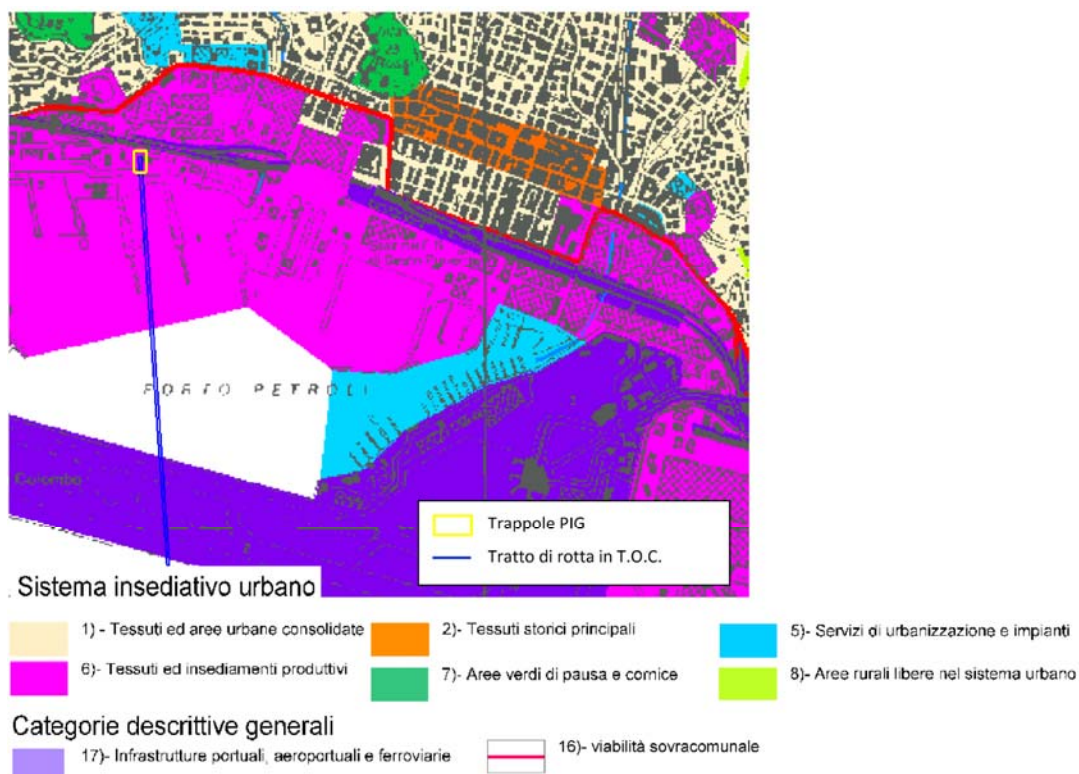 PORTO PETROLI
Colombo
Trappole PIG
Tratto di rotta in T.O.C.
Sistema insediativo urbano
1) - Tessuti ed aree urbane consolidate
2)- Tessuti storici principali
5)- Servizi di urbanizzazione e impianti
6)- Tessuti ed insediamenti produttivi
7)- Aree verdi di pausa e cornice
8)- Aree rurali libere nel sistema urbano
Categorie descrittive generali
17)- Infrastrutture portuali, aeroportuali e ferroviarie
16)- viabilità sovracomunale